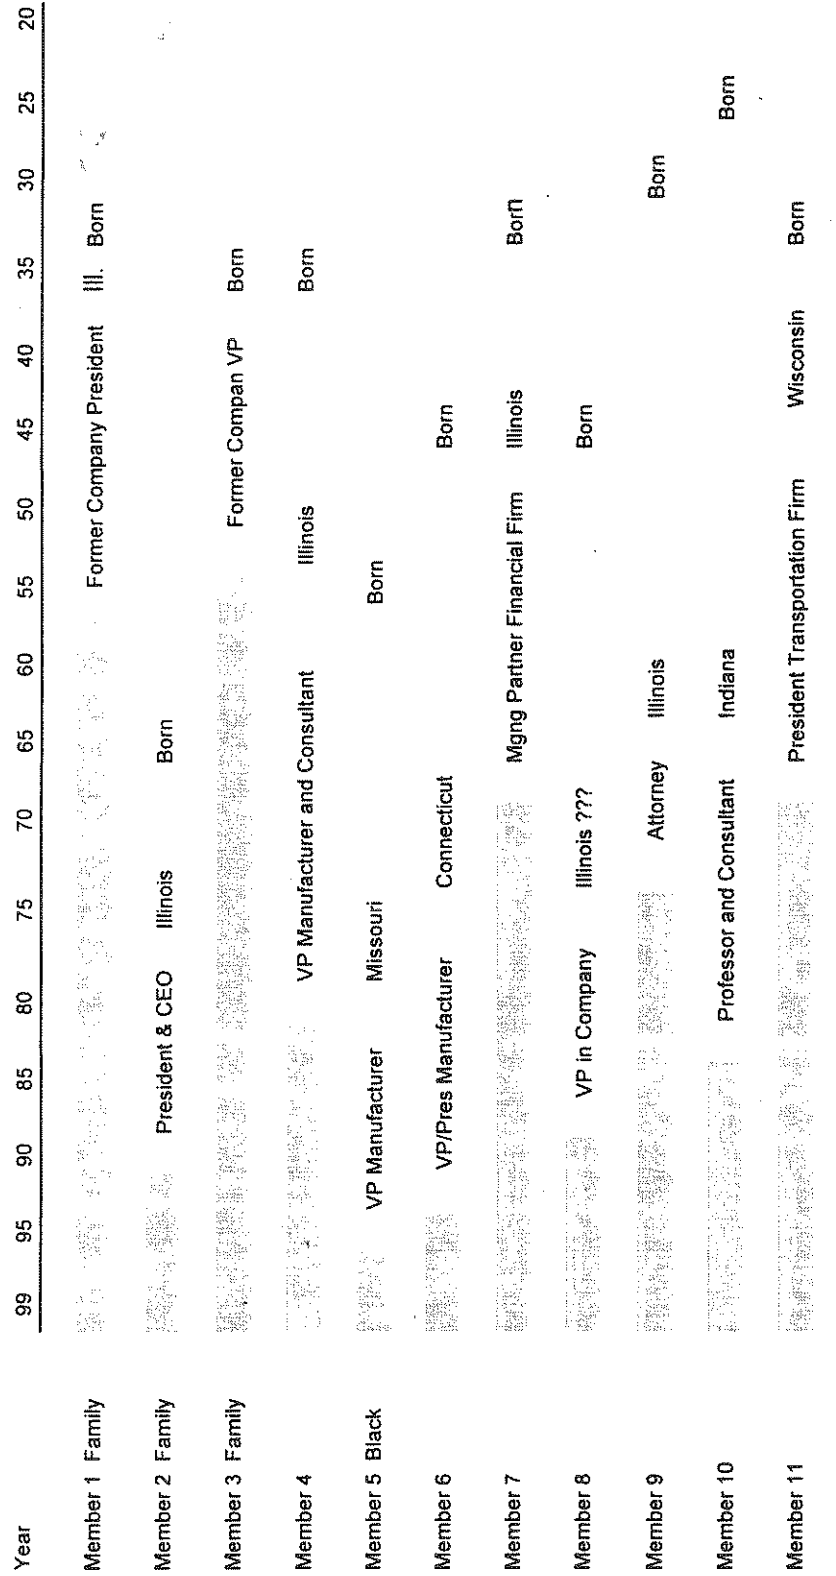 Year 99 95 90 85 80 75 70 65 60 55 50 45 40 35 30 25 20
Member 1 Family Former Company President Ill. Born
Member 2 Family President & CEO Illinois Born
Member 3 Family Former Compan VP Born
Member 4 VP Manufacturer and Consultant Illinois Born
Member 5 Black VP Manufacturer Missouri Born
Member 6 VP/Pres Manufacturer Connecticut Born
Member 7 Mgng Partner Financial Firm Illinois Born
Member 8 VP in Company Illinois ??? Born
Member 9 Attorney Illinois Born
Member 10 Professor and Consultant Indiana Born
Member 11 President Transportation Firm Wisconsin Born